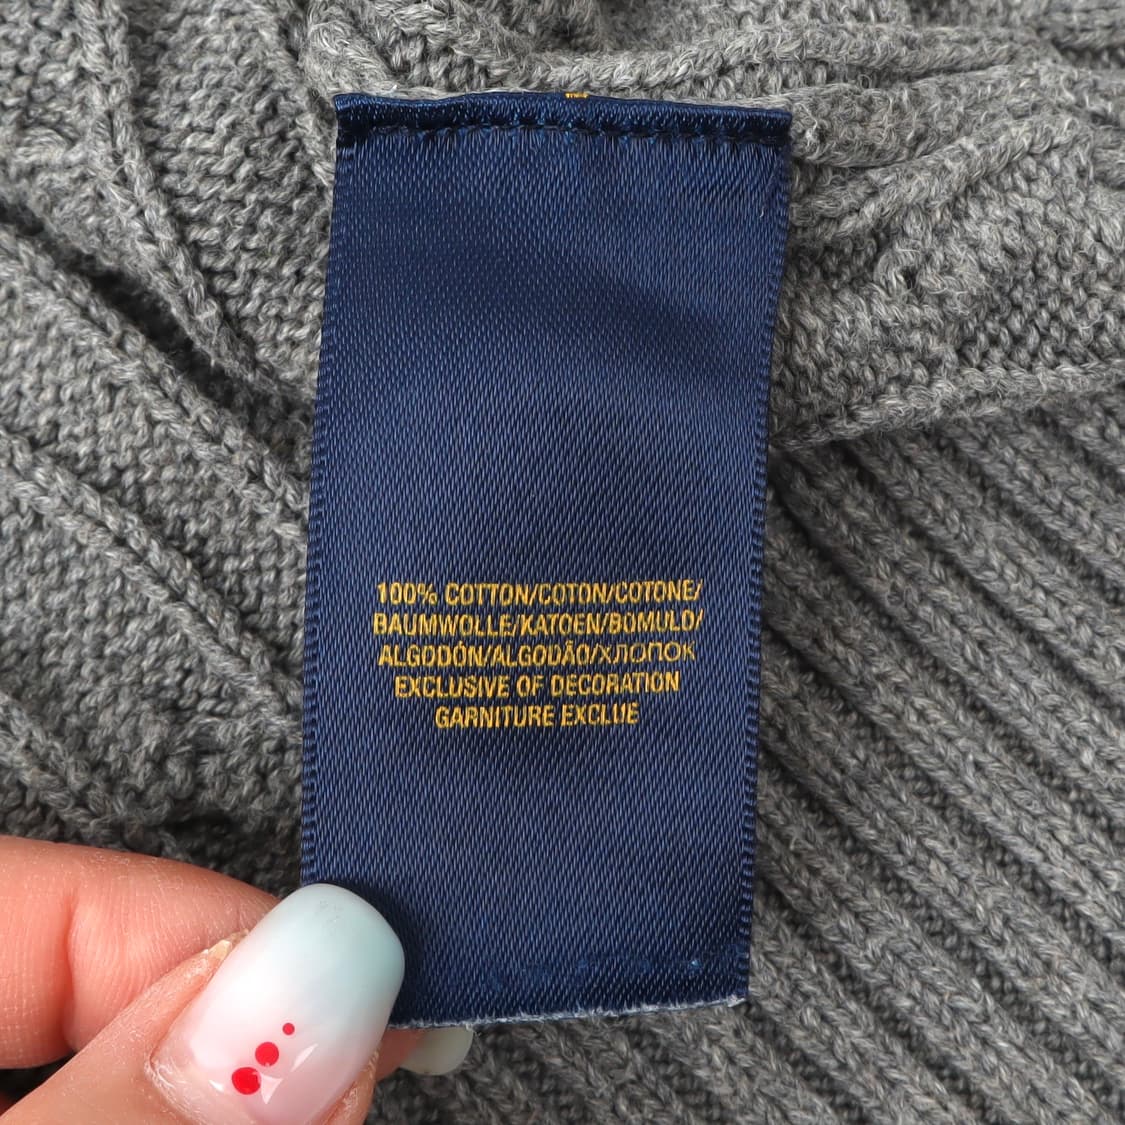 100% COTTON/COTON/COTONE/
BAUMWOLLE/KATOEN/BOMULD/
ALGODÓN/ALGODÃO/ХЛОПОК
EXCLUSIVE OF DECORATION
GARNITURE EXCLUE